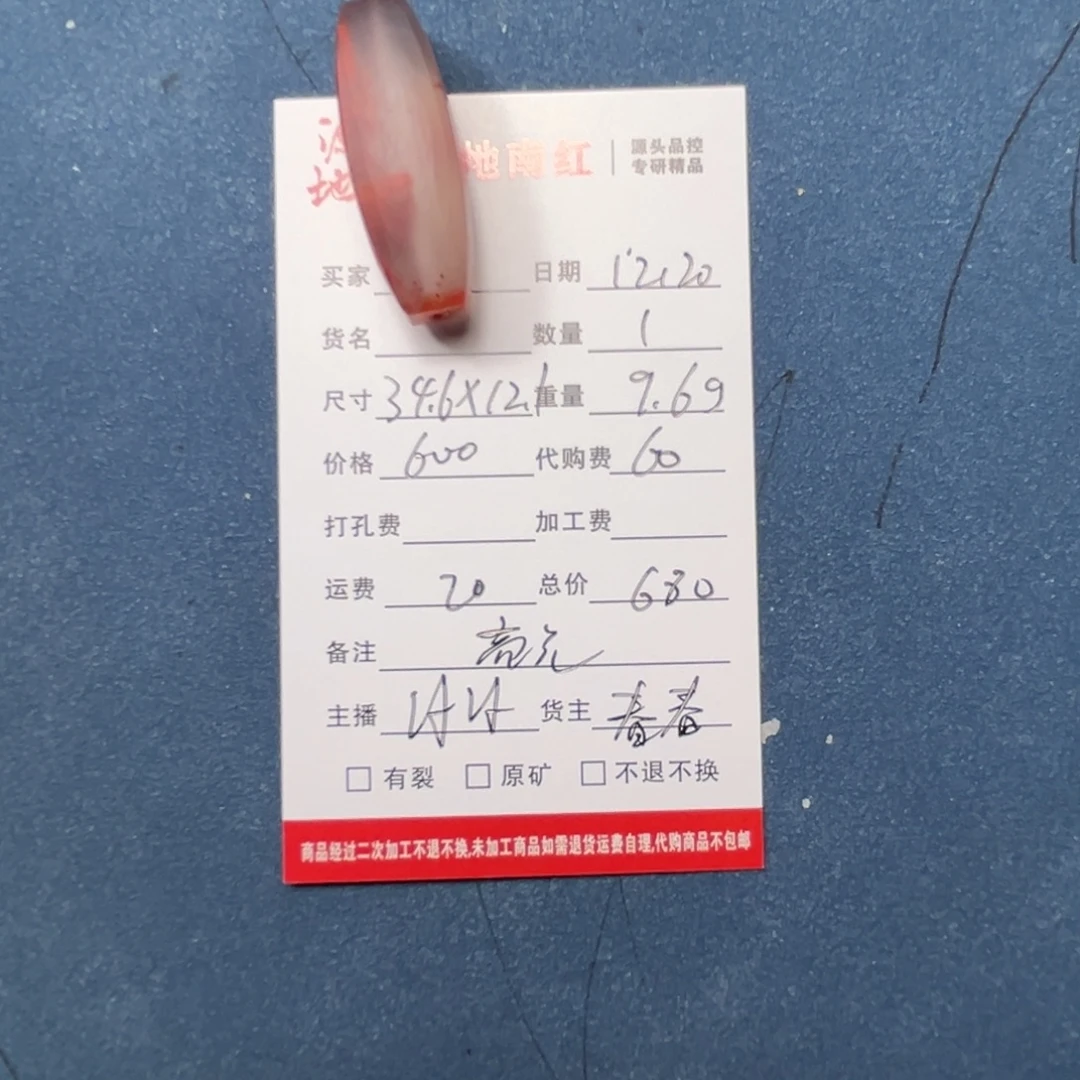 地南红 源头品控
专研精品
买家 日期 12.20
货名 数量 1
尺寸 34.6X12.1 重量 9.69
价格 600 代购费 60
打孔费 加工费
运费 20 总价 680
备注
主播 货主 春春
有裂 原矿 不退不换
商品经过二次加工不退不换,未加工商品如需退货运费自理,代购商品不包邮